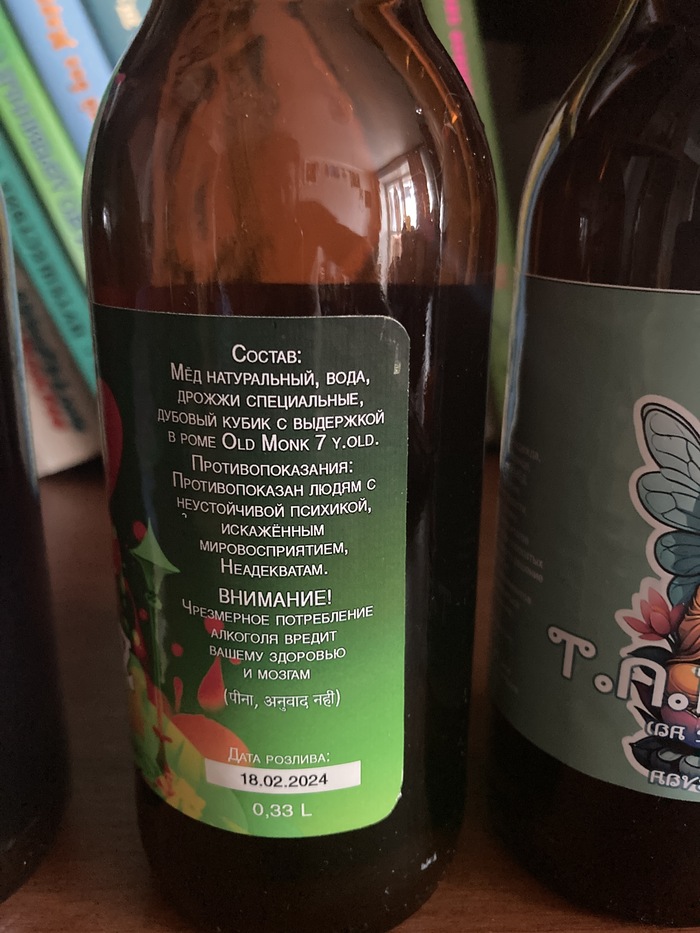 Состав:
Мёд натуральный, вода,
дрожжи специальные,
дубовый кубик с выдержкой
в роме Old Monk 7 y.old.
Противопоказания:
Противопоказан людям с
неустойчивой психикой,
искажённым
мировосприятием,
Неадекватам.
ВНИМАНИЕ!
Чрезмерное потребление
алкоголя вредит
вашему здоровью
и мозгам
(पीना, अनुवाद नहीं)
Дата розлива:
18.02.2024
0,33 L